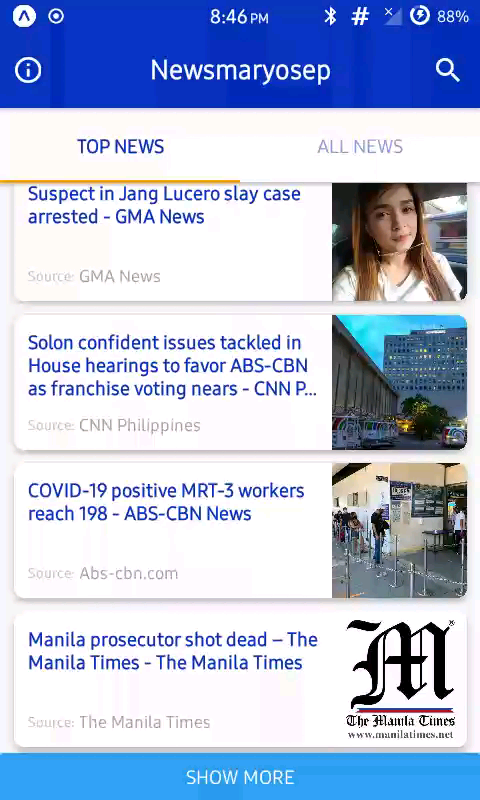 8:46 PM
88%
Newsmaryosep
TOP NEWS
ALL NEWS
Suspect in Jang Lucero slay case
arrested - GMA News
Source: GMA News
Solon confident issues tackled in
House hearings to favor ABS-CBN
as franchise voting nears - CNN P...
Source: CNN Philippines
COVID-19 positive MRT-3 workers
reach 198 - ABS-CBN News
Source: Abs-cbn.com
Manila prosecutor shot dead – The
Manila Times - The Manila Times
Source: The Manila Times
M®
The Manila Times
www.manilatimes.net
SHOW MORE